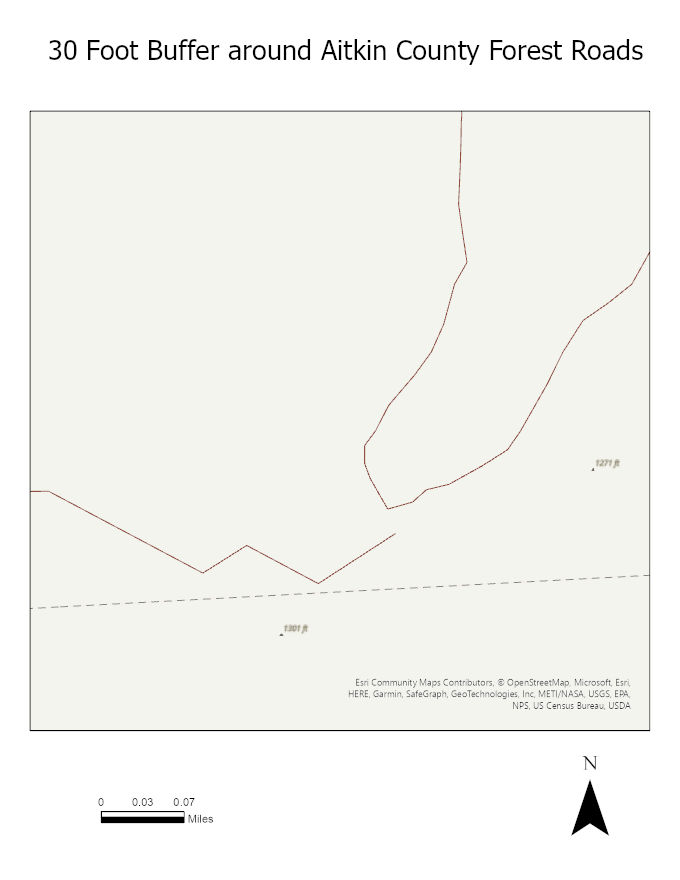 30 Foot Buffer around Aitkin County Forest Roads
1271 ft
1301 ft
Esri Community Maps Contributors, © OpenStreetMap, Microsoft, Esri,
HERE, Garmin, SafeGraph, GeoTechnologies, Inc, METI/NASA, USGS, EPA,
NPS, US Census Bureau, USDA
N
0 0.03 0.07
Miles